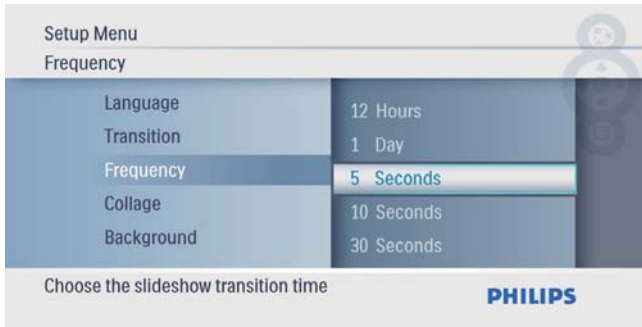 Setup Menu
Frequency
Language
Transition
Frequency
Collage
Background
12 Hours
1 Day
5 Seconds
10 Seconds
30 Seconds
Choose the slideshow transition time
PHILIPS